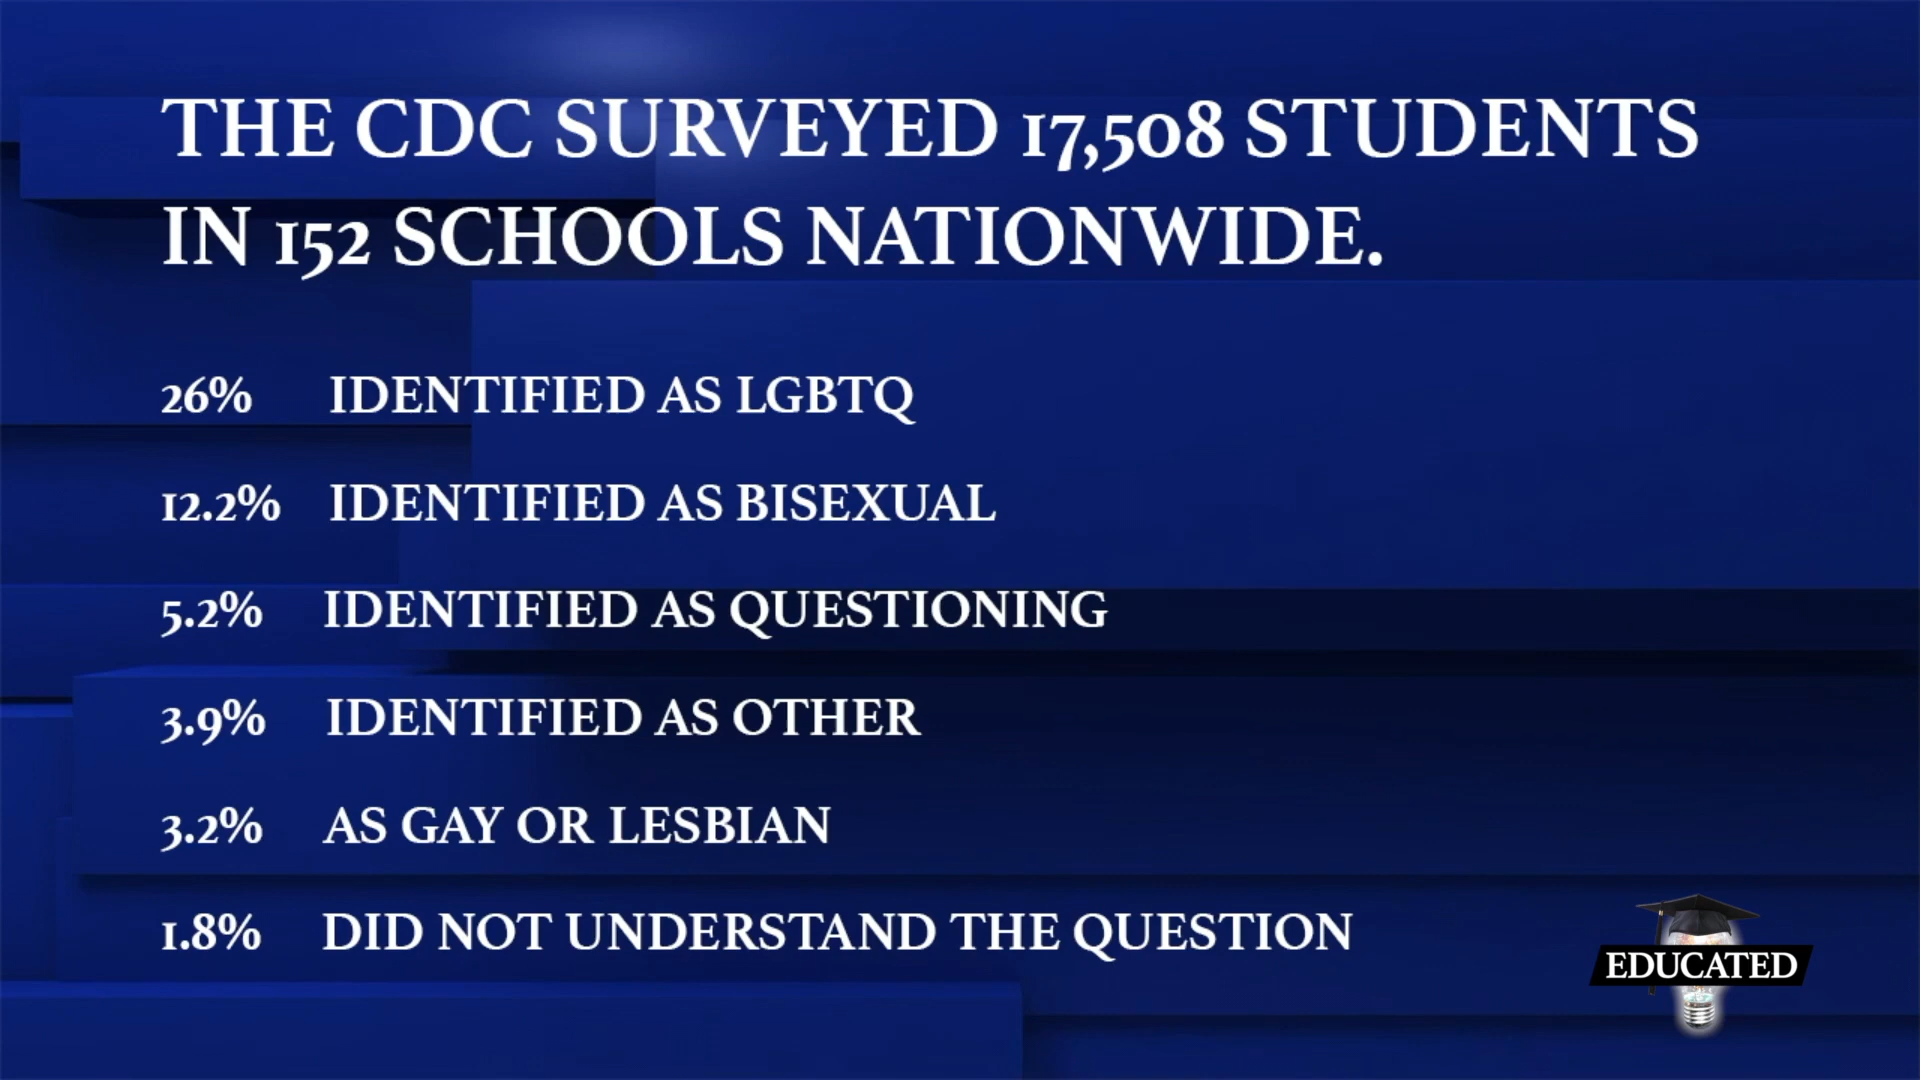 THE CDC SURVEYED 17,508 STUDENTS
IN 152 SCHOOLS NATIONWIDE.
26% IDENTIFIED AS LGBTQ
12.2% IDENTIFIED AS BISEXUAL
5.2% IDENTIFIED AS QUESTIONING
3.9% IDENTIFIED AS OTHER
3.2% AS GAY OR LESBIAN
1.8% DID NOT UNDERSTAND THE QUESTION
EDUCATED